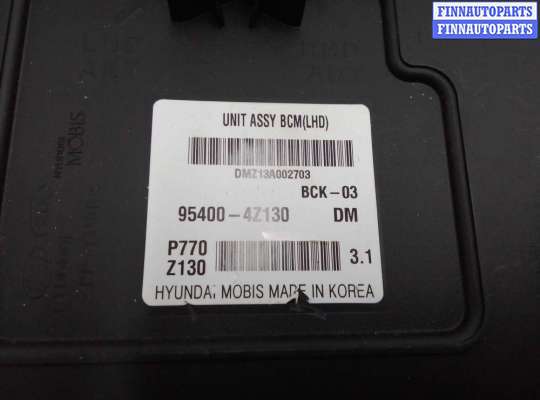 FINNAUTOPARTS
FINNAUTOPARTS
UNIT ASSY BCM(LHD)
DMZ13A002703
BCK-03
95400-4Z130 DM
P770
Z130
3.1
HYUNDAI MOBIS MADE IN KOREA
MOBIS